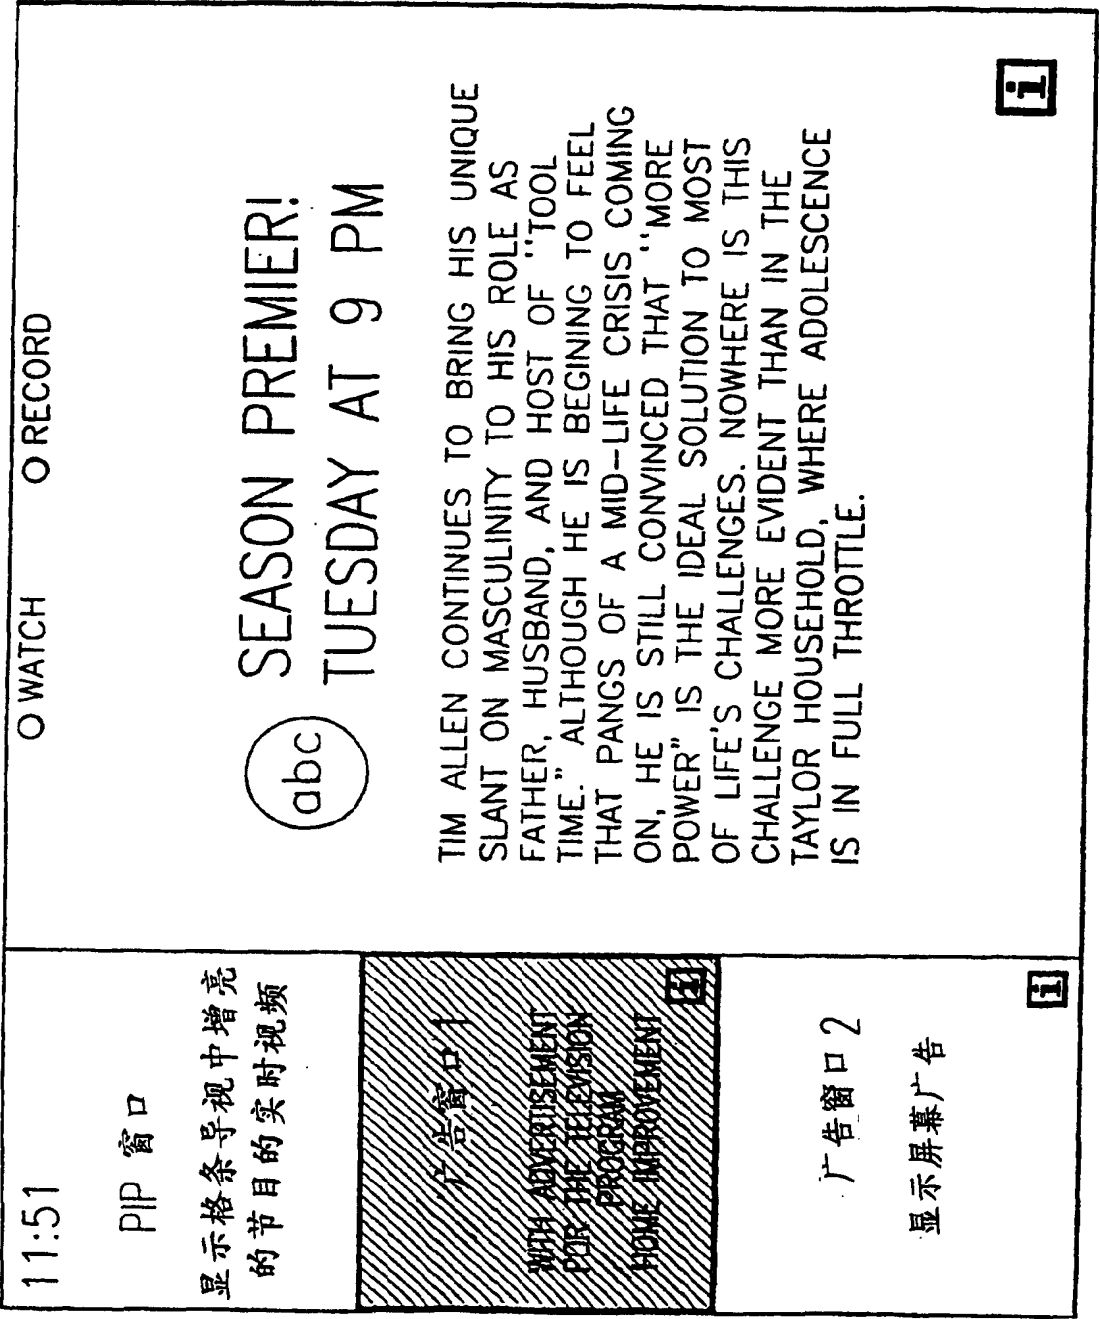 11:51
PIP 窗口
显示格条导视中增亮
的节目的实时视频
广告窗口 1
WITH ADVERTISEMENT
FOR THE TELEVISION
PROGRAM
HOME IMPROVEMENT
i
广告窗口 2
显示屏幕广告
i
O WATCH O RECORD
abc
SEASON PREMIER!
TUESDAY AT 9 PM
TIM ALLEN CONTINUES TO BRING HIS UNIQUE
SLANT ON MASCULINITY TO HIS ROLE AS
FATHER, HUSBAND, AND HOST OF "TOOL
TIME." ALTHOUGH HE IS BEGINING TO FEEL
THAT PANGS OF A MID-LIFE CRISIS COMING
ON, HE IS STILL CONVINCED THAT "MORE
POWER" IS THE IDEAL SOLUTION TO MOST
OF LIFE'S CHALLENGES. NOWHERE IS THIS
CHALLENGE MORE EVIDENT THAN IN THE
TAYLOR HOUSEHOLD, WHERE ADOLESCENCE
IS IN FULL THROTTLE.
i